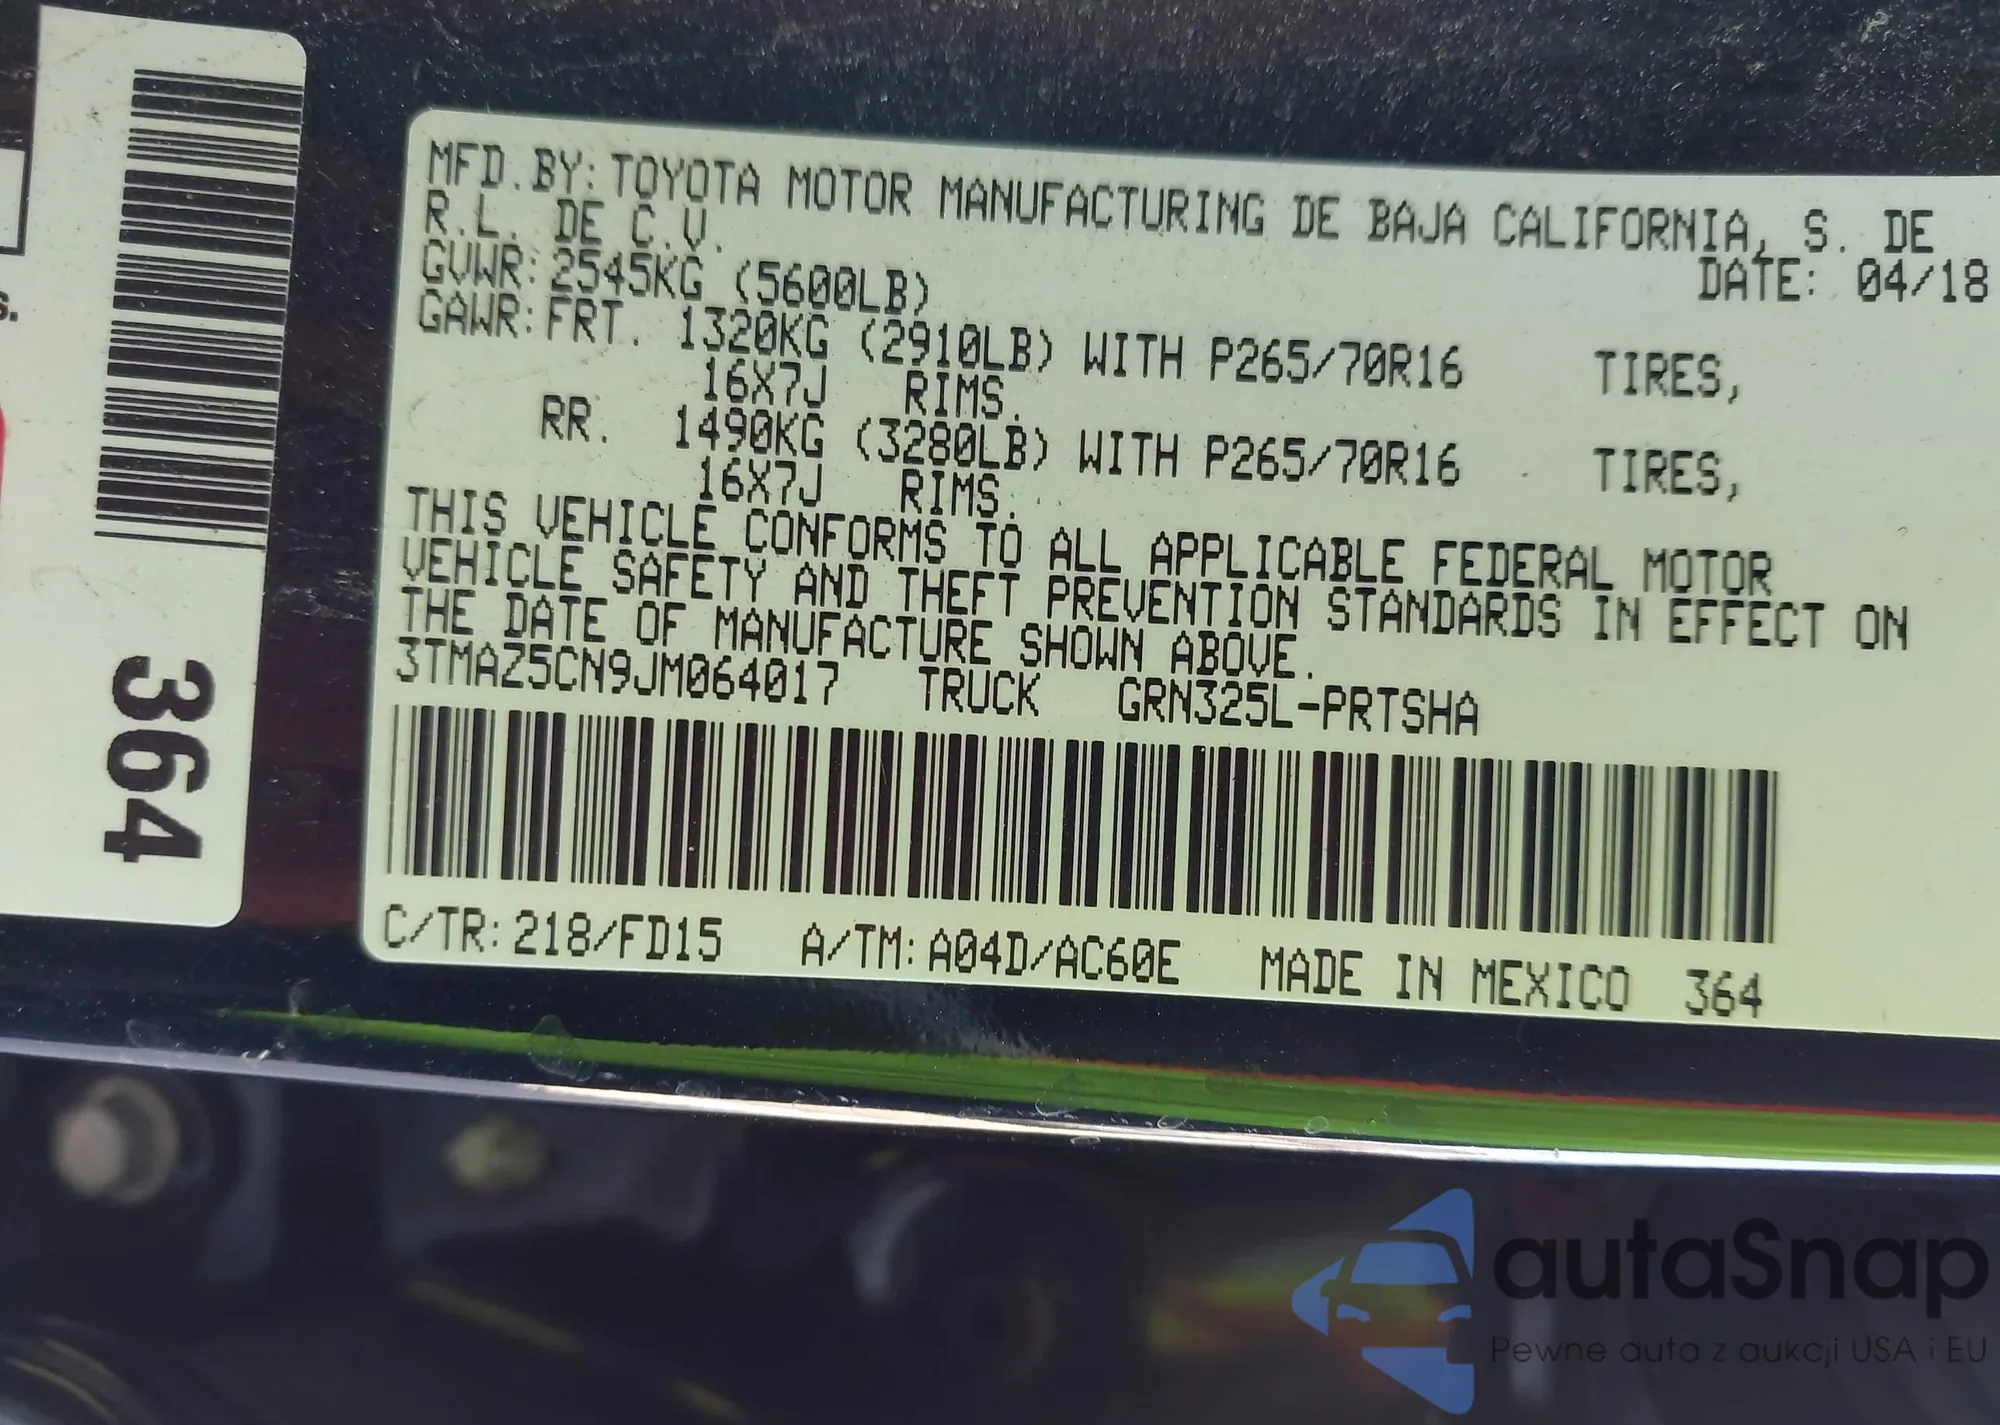 s.
364
MFD.BY:TOYOTA MOTOR MANUFACTURING DE BAJA CALIFORNIA, S. DE
R.L. DE C.V.
DATE: 04/18
GVWR:2545KG (5600LB)
GAWR:FRT. 1320KG (2910LB) WITH P265/70R16 TIRES,
16X7J RIMS.
RR. 1490KG (3280LB) WITH P265/70R16 TIRES,
16X7J RIMS.
THIS VEHICLE CONFORMS TO ALL APPLICABLE FEDERAL MOTOR
VEHICLE SAFETY AND THEFT PREVENTION STANDARDS IN EFFECT ON
THE DATE OF MANUFACTURE SHOWN ABOVE.
3TMAZ5CN9JM064017 TRUCK GRN325L-PRTSHA
C/TR:218/FD15 A/TM:A04D/AC60E MADE IN MEXICO 364
autaSnap
Pewne auta z aukcji USA i EU